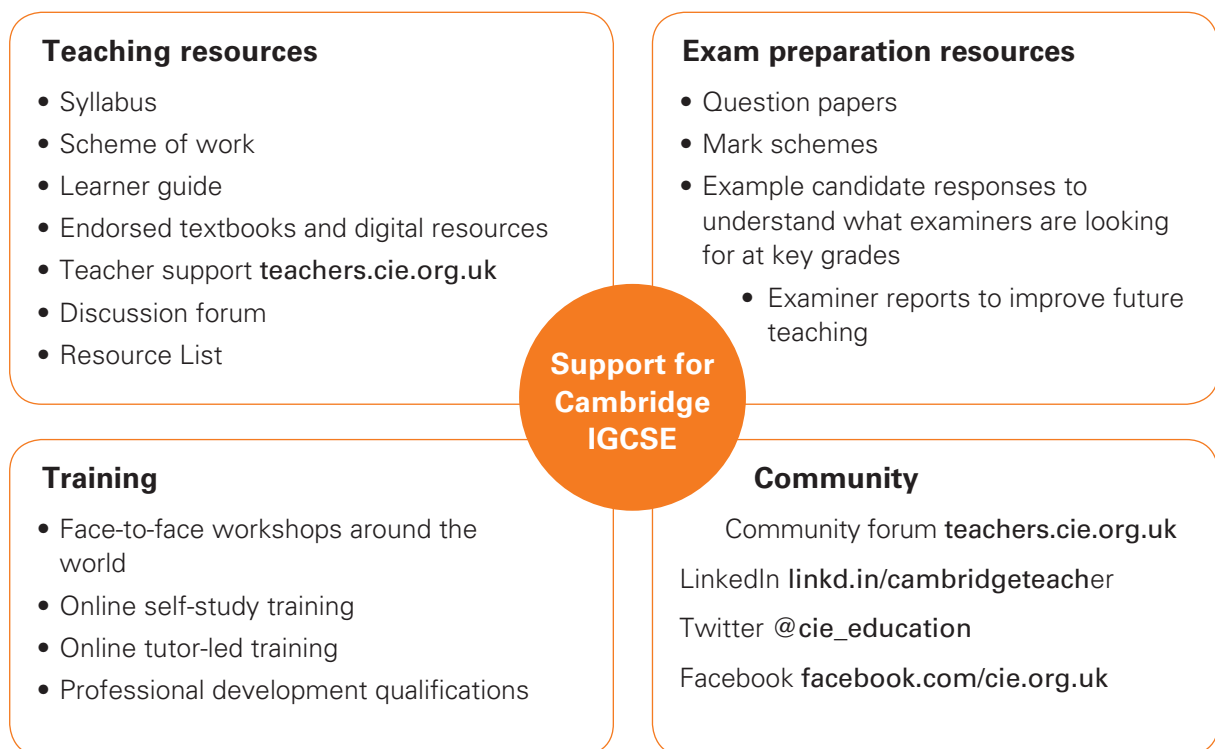 Teaching resources
• Syllabus
• Scheme of work
• Learner guide
• Endorsed textbooks and digital resources
• Teacher support teachers.cie.org.uk
• Discussion forum
• Resource List
Exam preparation resources
• Question papers
• Mark schemes
• Example candidate responses to
understand what examiners are looking
for at key grades
• Examiner reports to improve future
teaching
Support for
Cambridge
IGCSE
Training
• Face-to-face workshops around the
world
• Online self-study training
• Online tutor-led training
• Professional development qualifications
Community
Community forum teachers.cie.org.uk
LinkedIn linkd.in/cambridgeteacher
Twitter @cie_education
Facebook facebook.com/cie.org.uk